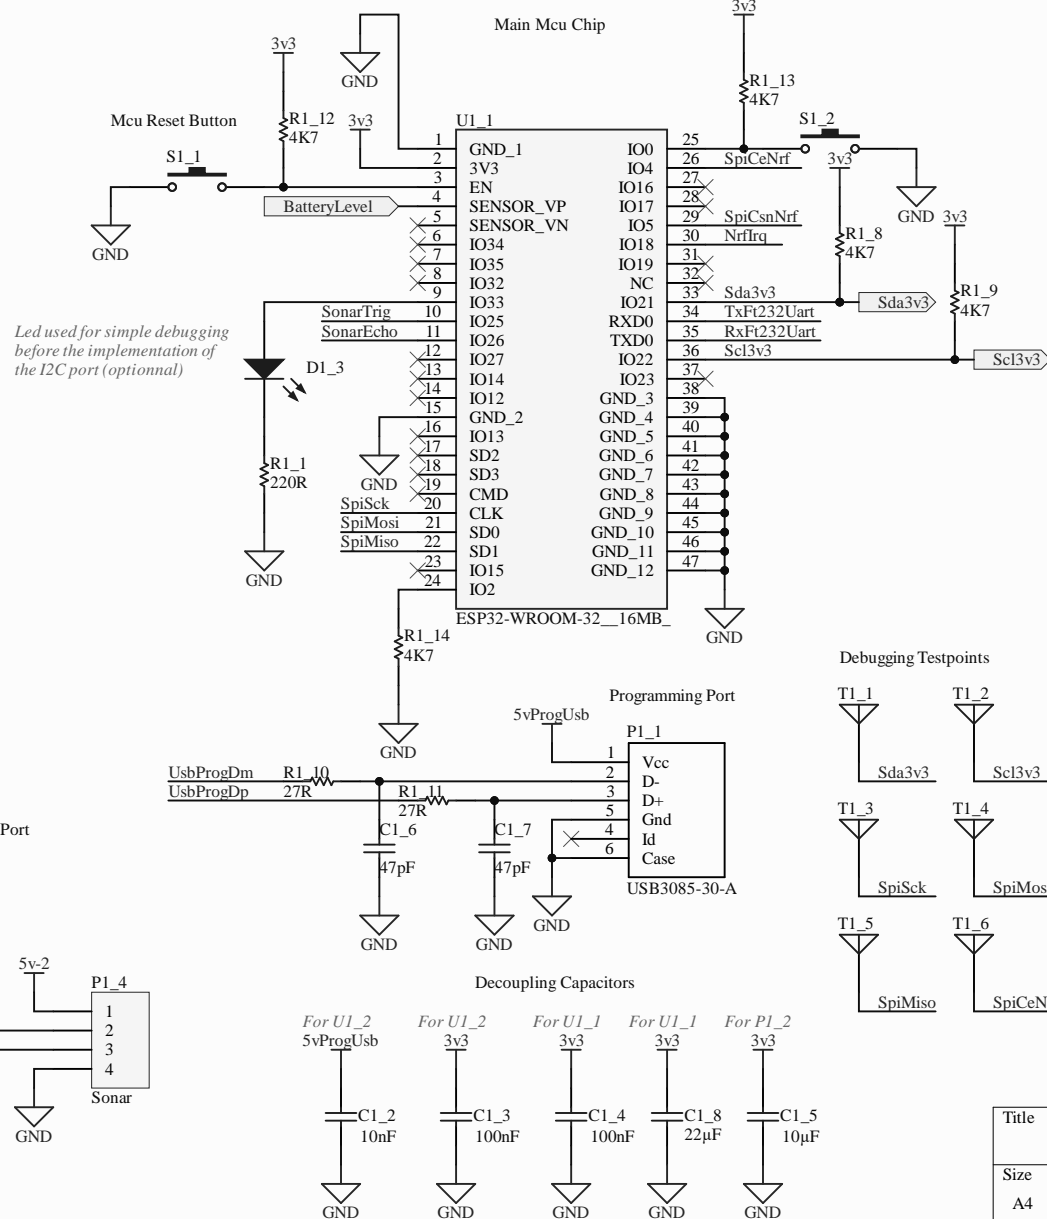 Main Mcu Chip
3v3
GND
R1_13
4K7
3v3
R1_12
4K7
Mcu Reset Button
S1_1
GND
3v3
U1_1
S1_2
GND
BatteryLevel
1 GND_1
2 3V3
3 EN
4 SENSOR_VP
5 SENSOR_VN
6 IO34
7 IO35
8 IO32
9 IO33
SonarTrig 10 IO25
SonarEcho 11 IO26
12 IO27
13 IO14
14 IO12
15 GND_2
16 IO13
17 SD2
18 SD3
19 CMD
SpiSck 20 CLK
SpiMosi 21 SD0
SpiMiso 22 SD1
23 IO15
24 IO2
IO0 25
IO4 26 SpiCeNrf
IO16 27
IO17 28
IO5 29 SpiCsnNrf
IO18 30 NrfIrq
IO19 31
NC 32
IO21 33 Sda3v3
RXD0 34 TxFt232Uart
TXD0 35 RxFt232Uart
IO22 36 Scl3v3
IO23 37
GND_3 38
GND_4 39
GND_5 40
GND_6 41
GND_7 42
GND_8 43
GND_9 44
GND_10 45
GND_11 46
GND_12 47
ESP32-WROOM-32__16MB_
3v3
R1_8
4K7
Sda3v3
3v3
R1_9
4K7
Scl3v3
GND
Led used for simple debugging
before the implementation of
the I2C port (optionnal)
D1_3
R1_1
220R
GND
GND
R1_14
4K7
GND
Programming Port
5vProgUsb
P1_1
1 Vcc
2 D-
3 D+
5 Gnd
4 Id
6 Case
USB3085-30-A
UsbProgDm R1_10
27R
UsbProgDp R1_11
27R
C1_6
47pF
GND
C1_7
47pF
GND
GND
Debugging Testpoints
T1_1
Sda3v3
T1_2
Scl3v3
T1_3
SpiSck
T1_4
SpiMos
T1_5
SpiMiso
T1_6
SpiCeN
Port
5v-2
P1_4
1
2
3
4
Sonar
GND
Decoupling Capacitors
For U1_2
5vProgUsb
C1_2
10nF
GND
For U1_2
3v3
C1_3
100nF
GND
For U1_1
3v3
C1_4
100nF
GND
For U1_1
3v3
C1_8
22µF
GND
For P1_2
3v3
C1_5
10µF
GND
Title
Size
A4